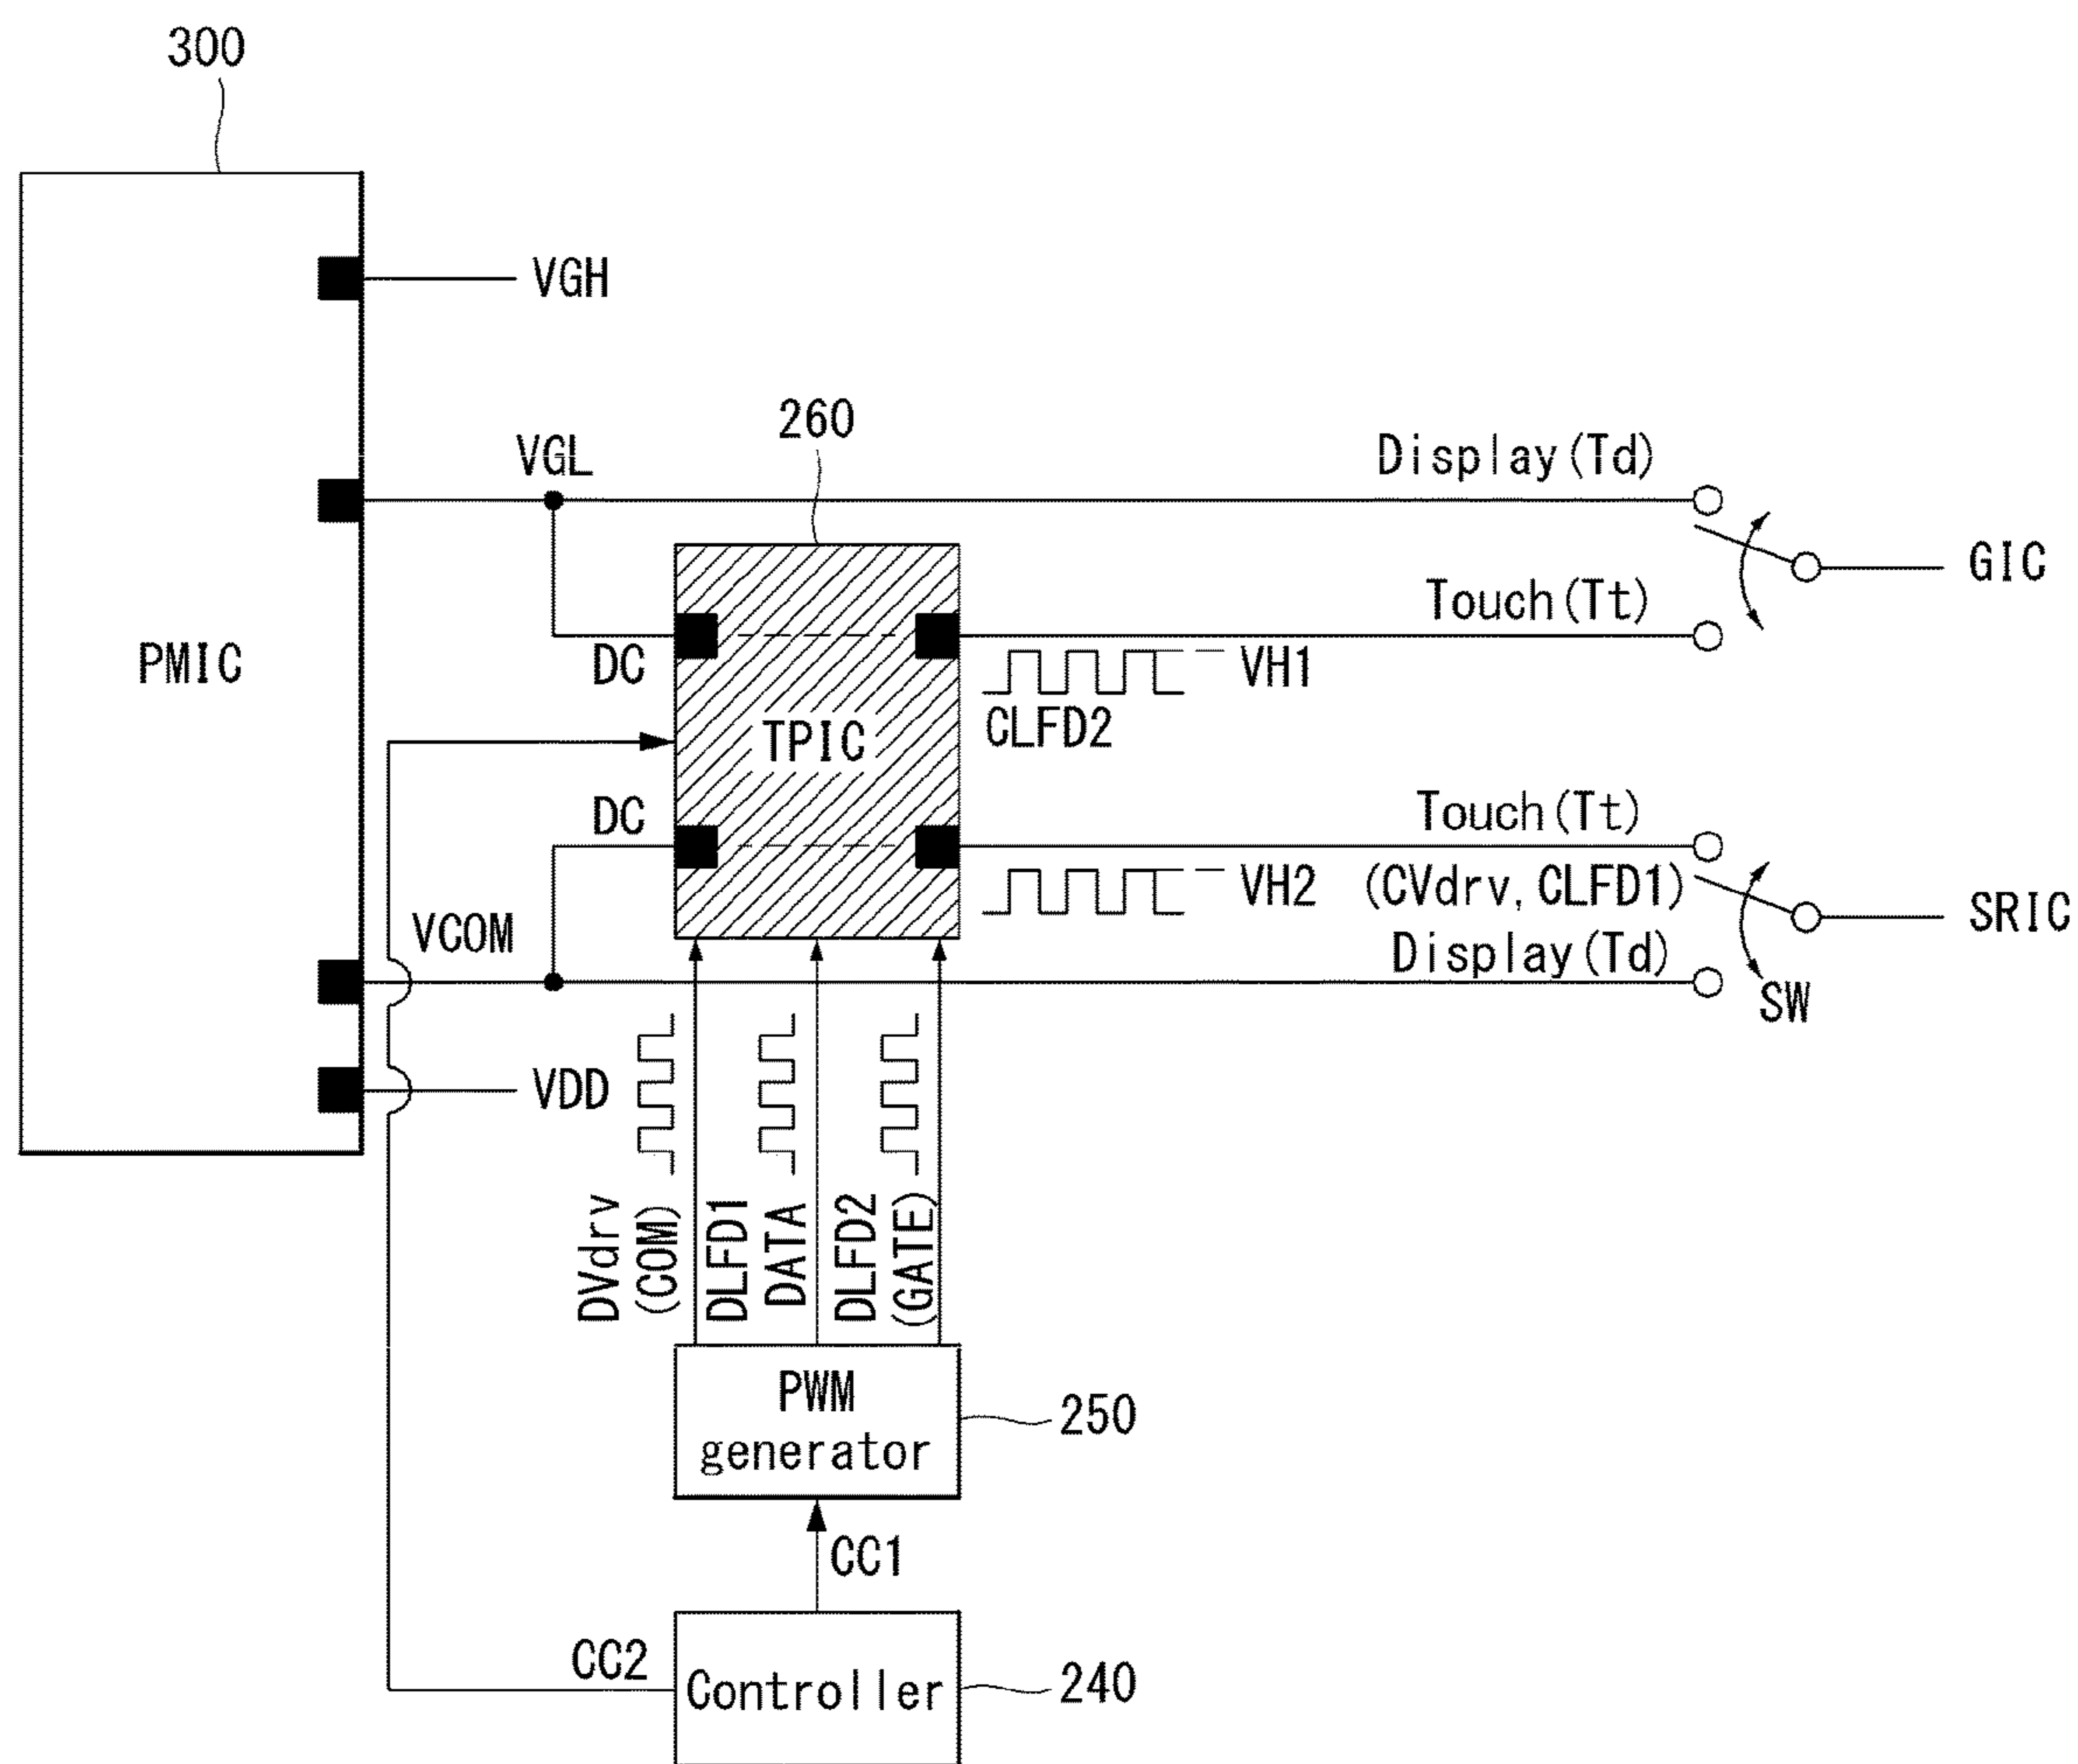 300
VGH
260
VGL
Display(Td)
GIC
Touch(Tt)
PMIC
DC
VH1
CLFD2
TPIC
DC
Touch(Tt)
VH2
(CVdrv, CLFD1)
SRIC
VCOM
Display(Td)
SW
VDD
DVdrv
(COM)
DLFD1
DATA
DLFD2
(GATE)
PWM
generator
250
CC1
CC2
Controller
240